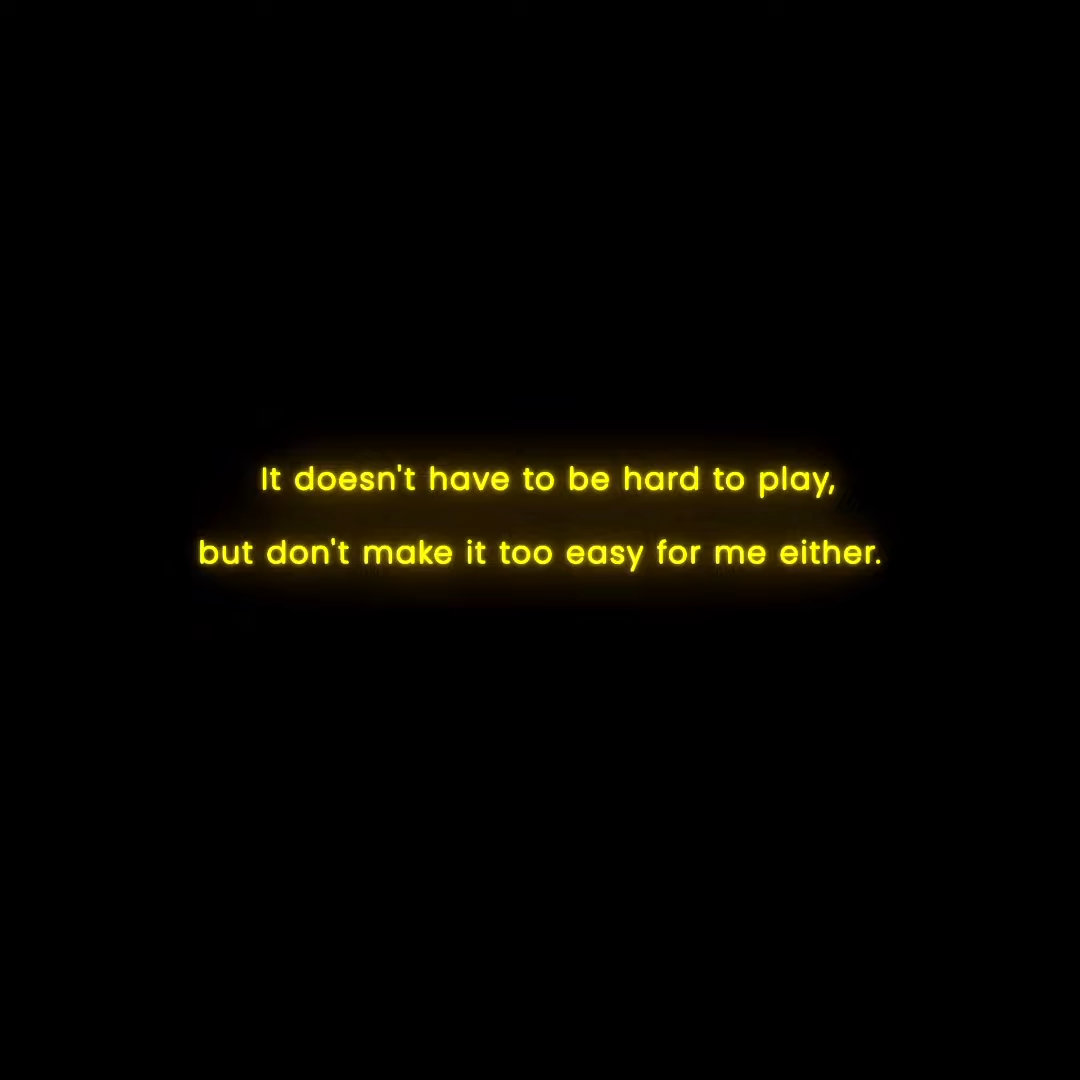 It doesn't have to be hard to play,
but don't make it too easy for me either.